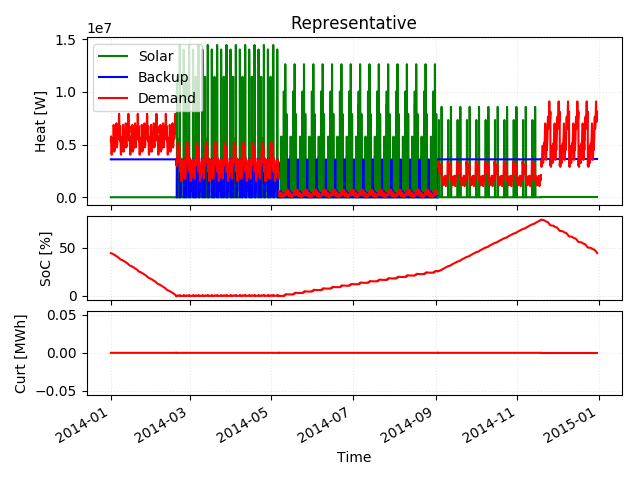 Representative
1e7
1.5
1.0
0.5
0.0
Heat [W]
Solar
Backup
Demand
50
0
SoC [%]
0.05
0.00
−0.05
Curt [MWh]
2014-01
2014-03
2014-05
2014-07
2014-09
2014-11
2015-01
Time